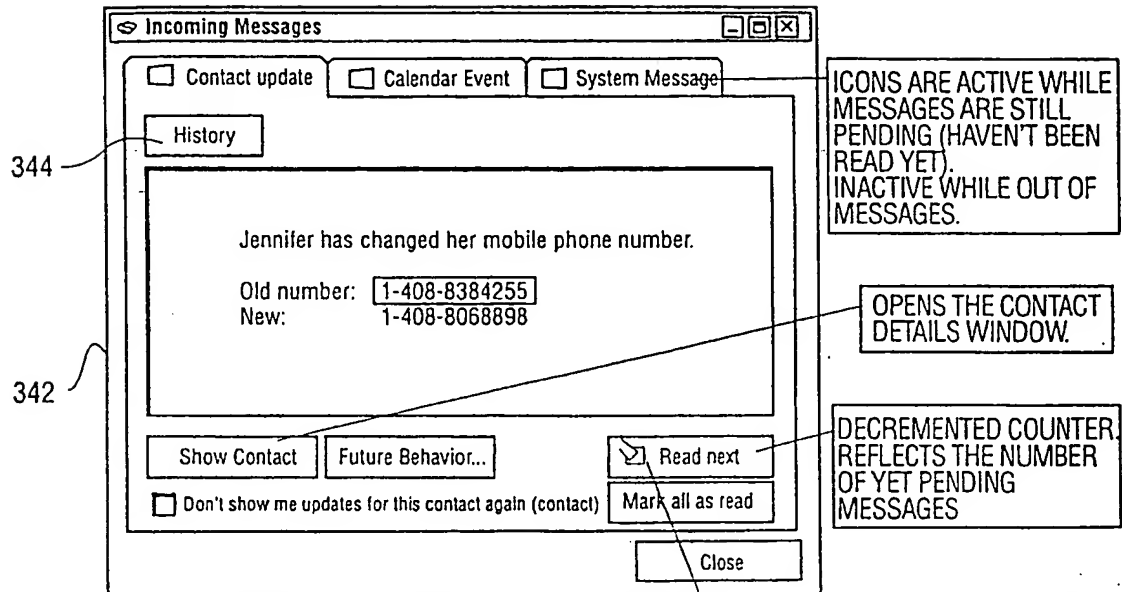 Incoming Messages
Contact update
Calendar Event
System Message
History
344
Jennifer has changed her mobile phone number.
Old number: 1-408-8384255
New: 1-408-8068898
342
Show Contact
Future Behavior...
Read next
Don't show me updates for this contact again (contact)
Mark all as read
Close
ICONS ARE ACTIVE WHILE
MESSAGES ARE STILL
PENDING (HAVEN'T BEEN
READ YET).
INACTIVE WHILE OUT OF
MESSAGES.
OPENS THE CONTACT
DETAILS WINDOW.
DECREMENTED COUNTER.
REFLECTS THE NUMBER
OF YET PENDING
MESSAGES